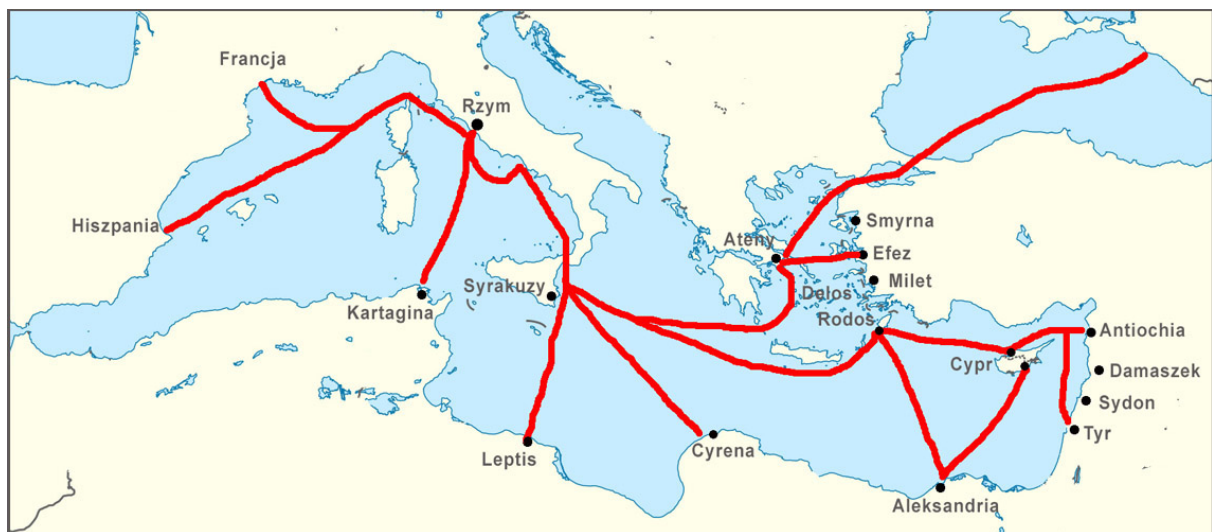 Francja
Rzym
Hiszpania
Smyrna
Ateny
Efez
Milet
Syrakuzy
Delos
Kartagina
Rodos
Antiochia
Cypr
Damaszek
Sydon
Tyr
Leptis
Cyrena
Aleksandria